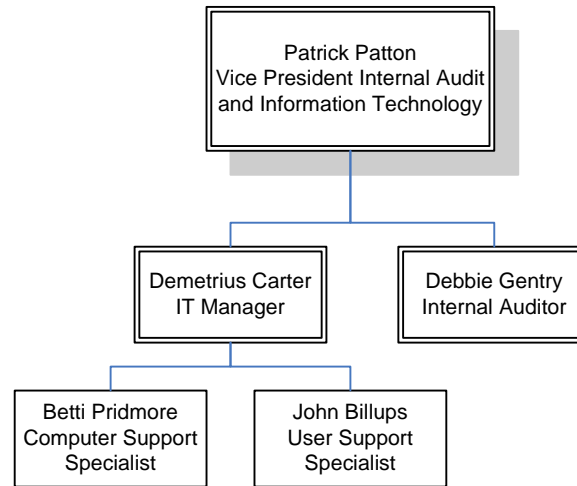 Patrick Patton
Vice President Internal Audit
and Information Technology
Demetrius Carter
IT Manager
Debbie Gentry
Internal Auditor
Betti Pridmore
Computer Support
Specialist
John Billups
User Support
Specialist